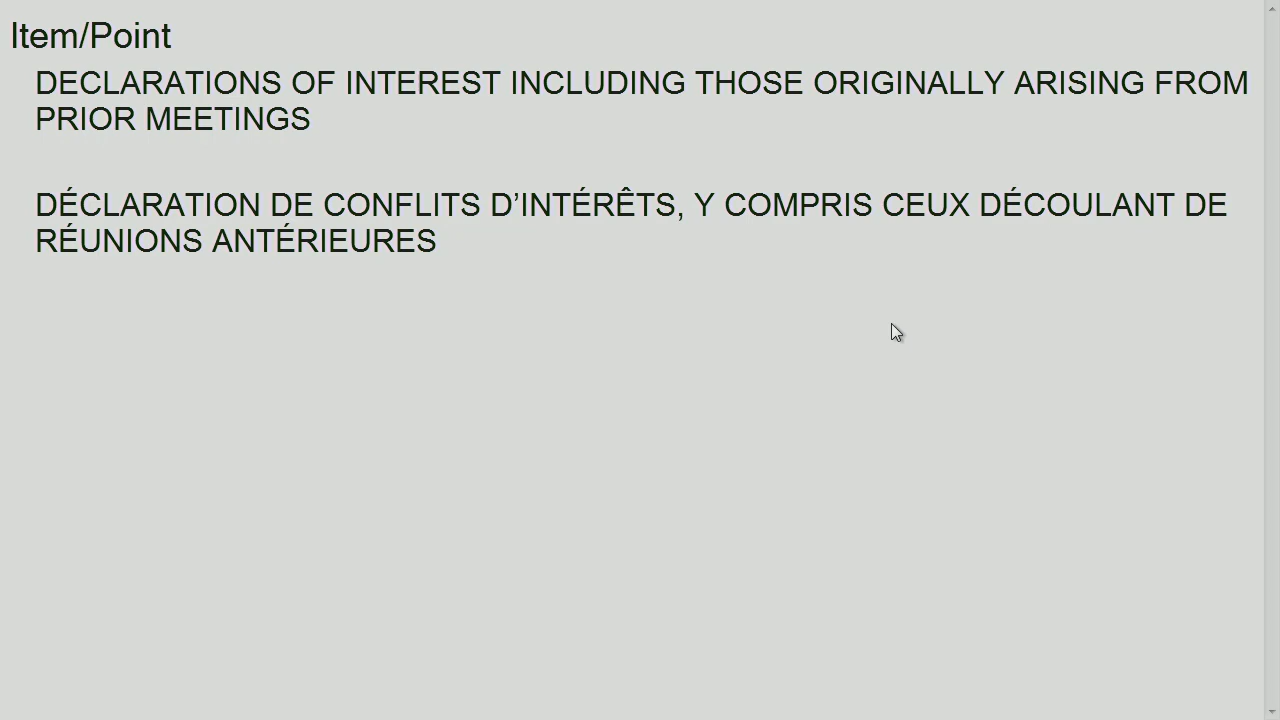 Item/Point
DECLARATIONS OF INTEREST INCLUDING THOSE ORIGINALLY ARISING FROM
PRIOR MEETINGS
DÉCLARATION DE CONFLITS D’INTÉRÊTS, Y COMPRIS CEUX DÉCOULANT DE
RÉUNIONS ANTÉRIEURES